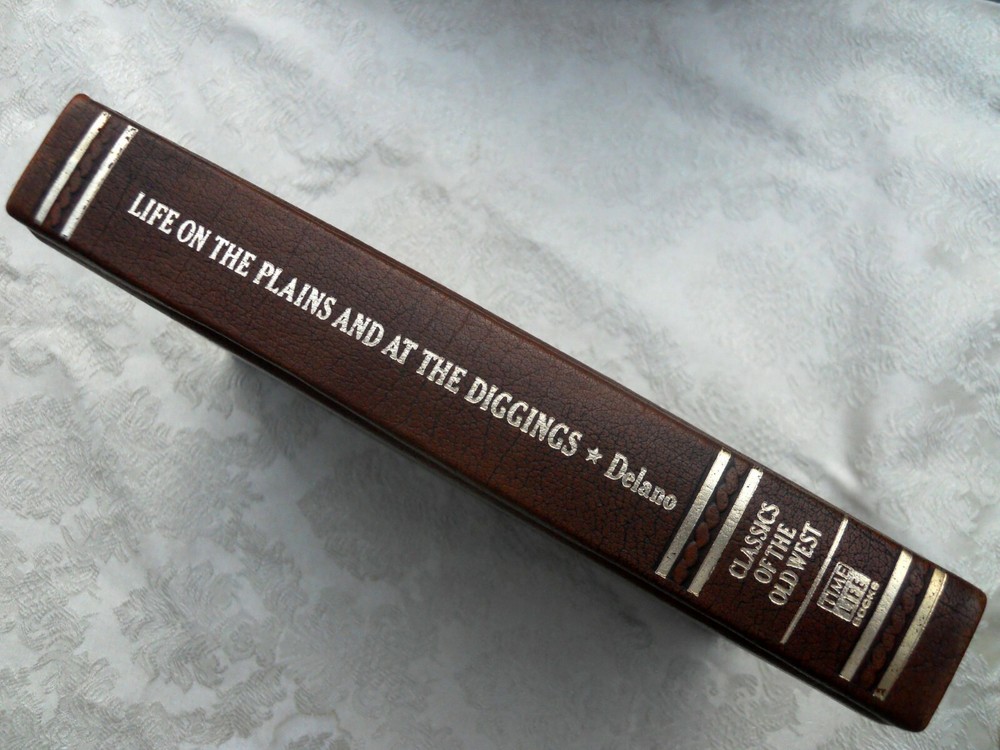 LIFE ON THE PLAINS AND AT THE DIGGINGS ★ Delano
CLASSICS
OF THE
OLD WEST
TIME
LIFE
BOOKS